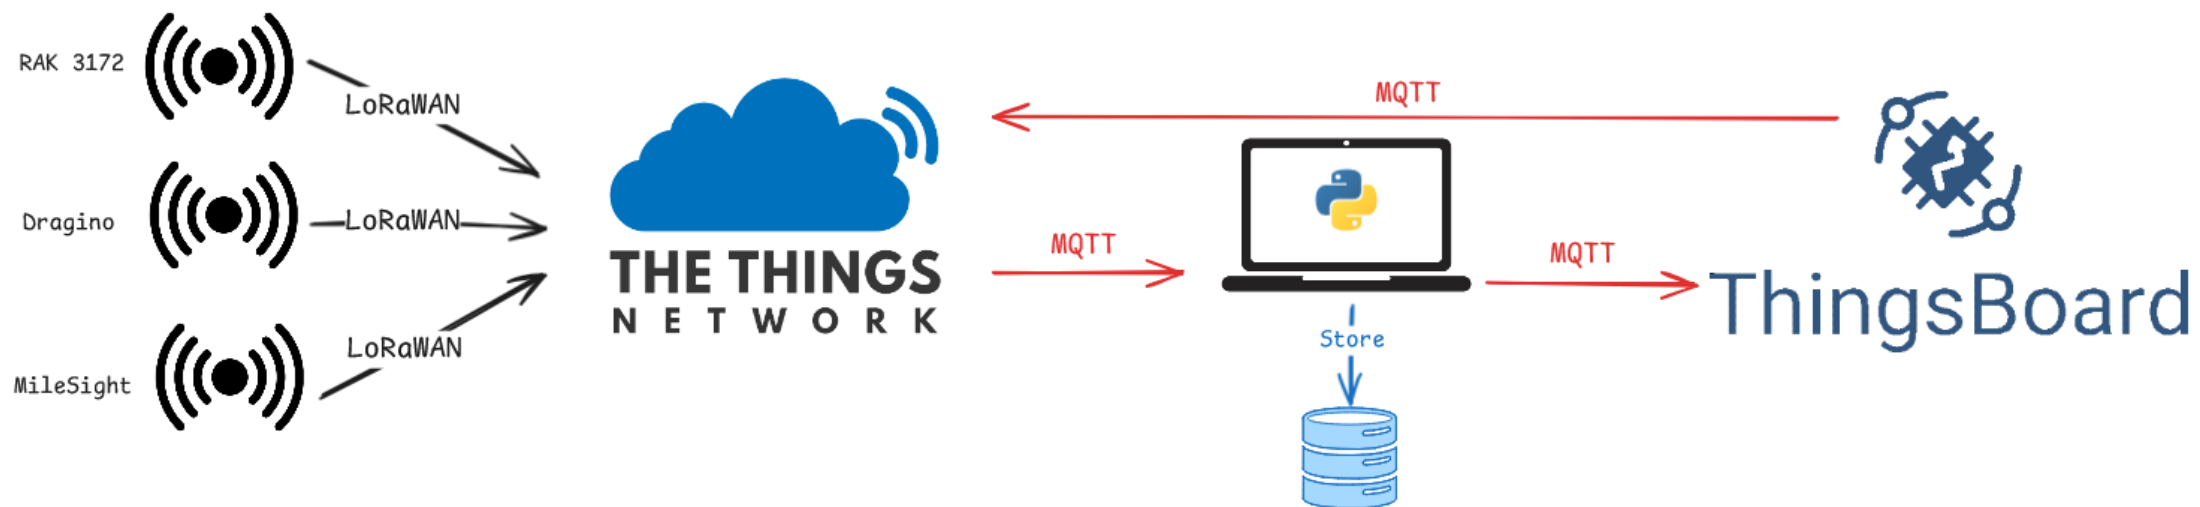 RAK 3172
LoRaWAN
Dragino
LoRaWAN
MileSight
LoRaWAN
THE THINGS
NETWORK
MQTT
MQTT
Store
MQTT
ThingsBoard